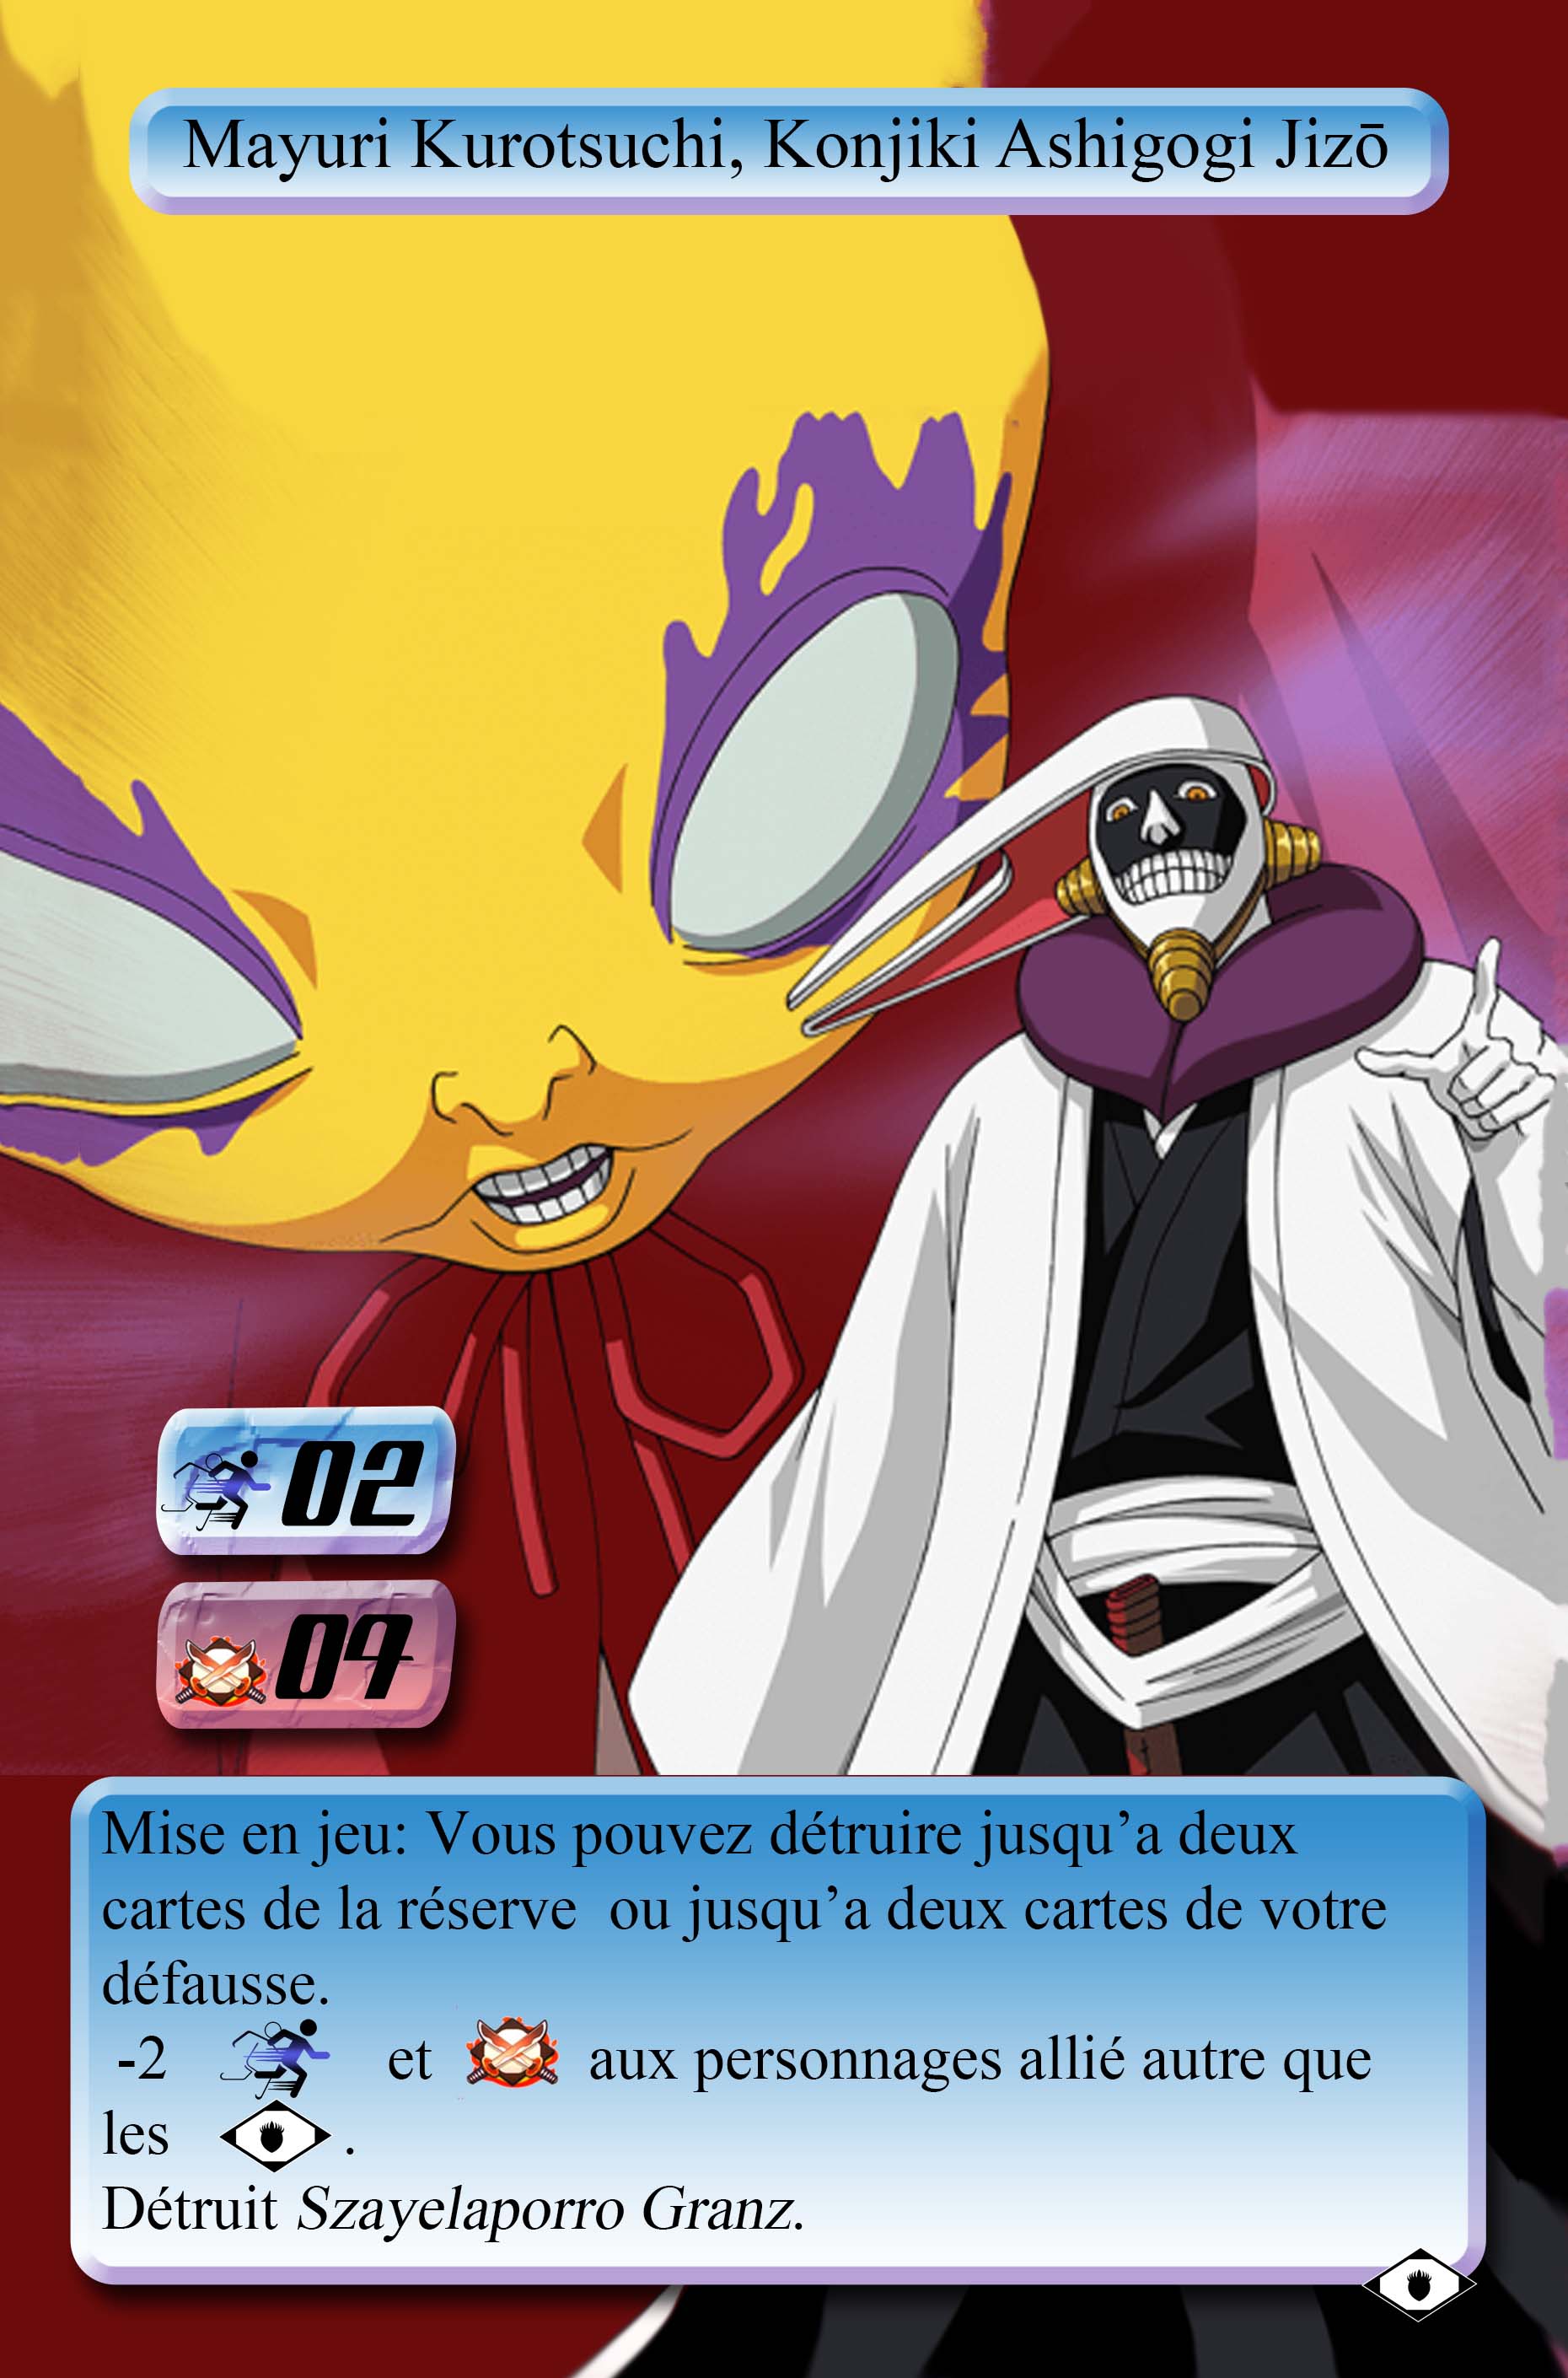 Mayuri Kurotsuchi, Konjiki Ashigogi Jizō
02
04
Mise en jeu: Vous pouvez détruire jusqu’a deux
cartes de la réserve ou jusqu’a deux cartes de votre
défausse.
-2 et aux personnages allié autre que
les .
Détruit Szayelaporro Granz.